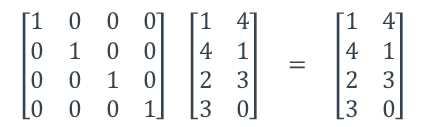 [1 0 0 0] [1 4] [1 4]
[0 1 0 0] [4 1] = [4 1]
[0 0 1 0] [2 3] [2 3]
[0 0 0 1] [3 0] [3 0]